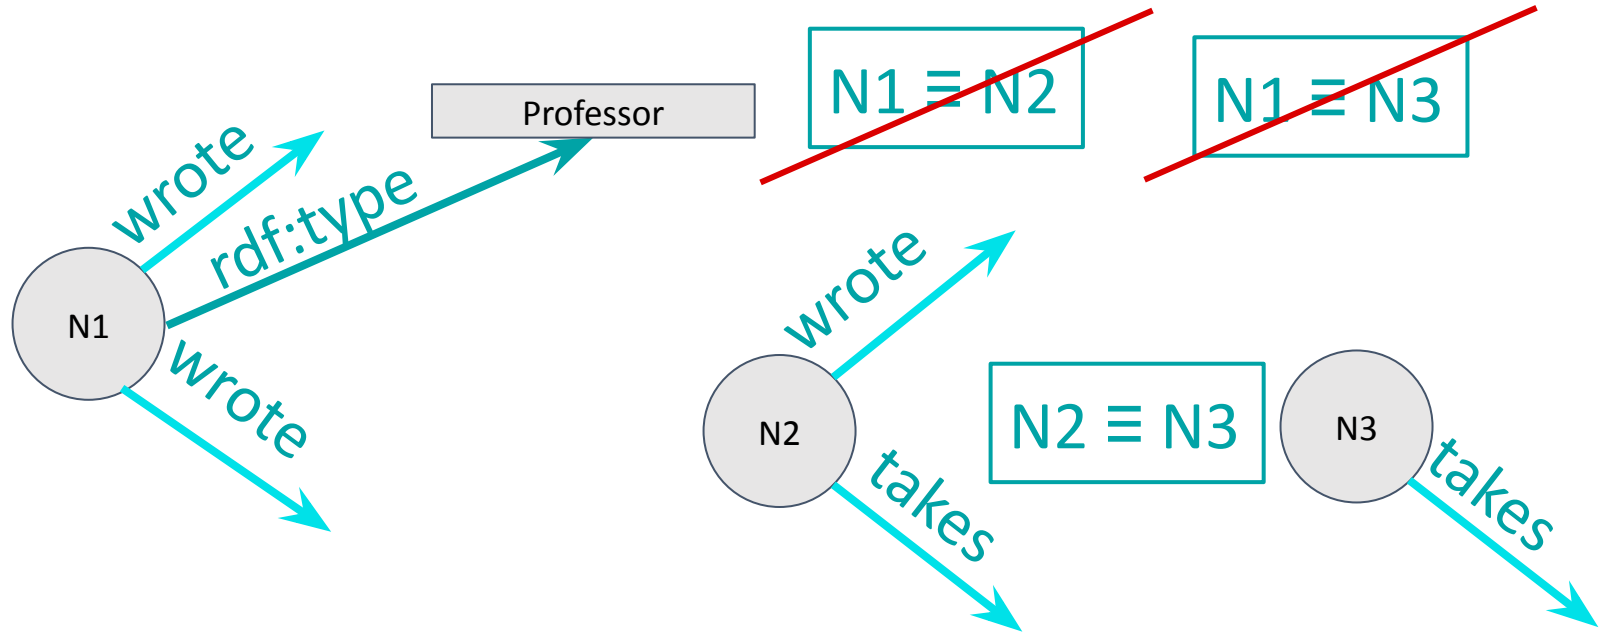 N1 ≡ N2
N1 ≡ N3
Professor
wrote
rdf:type
N1
wrote
wrote
N2
N2 ≡ N3
N3
takes
takes